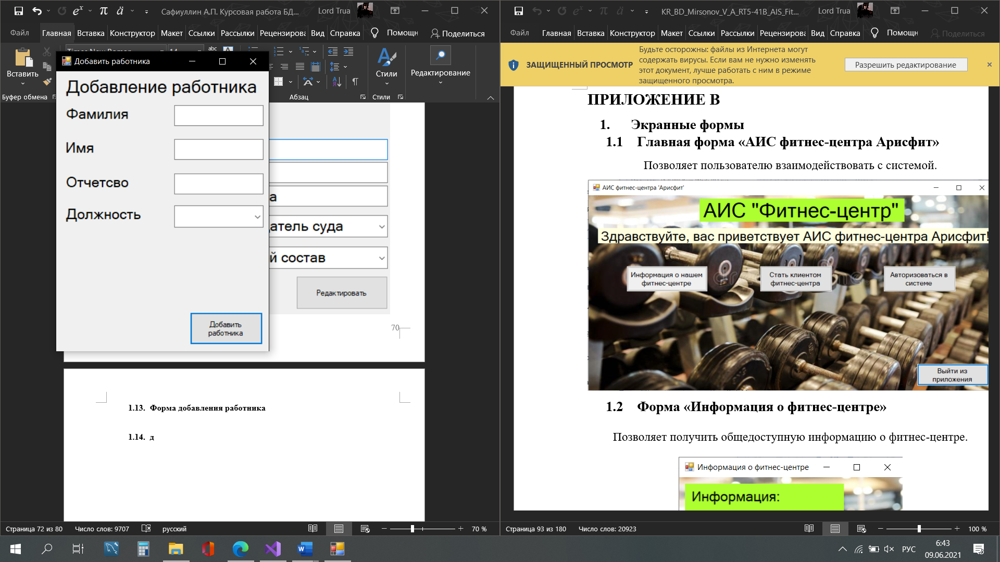 Сафиуллин А.П. Курсовая работа БД...
Lord Trua
Файл
Главная
Вставка
Конструктор
Макет
Ссылки
Рассылки
Рецензирова
Вид
Справка
Помощн
Поделиться
Вставить
Буфер обмена
abc
Абзац
Стили
Стили
Редактирование
Добавить работника
Добавление работника
Фамилия
Имя
Отчетсво
Должность
Добавить
работника
а
датель суда
й состав
Редактировать
70
1.13. Форма добавления работника
1.14. д
Страница 72 из 80
Число слов: 9707
русский
70 %
KR_BD_Mirsonov_V_A_RT5-41B_AIS_Fit...
Lord Trua
Файл
Главная
Вставка
Конструктор
Макет
Ссылки
Рассылки
Рецензирова
Вид
Справка
Помощн
Поделиться
ЗАЩИЩЕННЫЙ ПРОСМОТР
Будьте осторожны: файлы из Интернета могут
содержать вирусы. Если вам не нужно изменять
этот документ, лучше работать с ним в режиме
защищенного просмотра.
Разрешить редактирование
ПРИЛОЖЕНИЕ В
1. Экранные формы
1.1 Главная форма «АИС фитнес-центра Арисфит»
Позволяет пользователю взаимодействовать с системой.
АИС фитнес-центра 'Арисфит'
АИС "Фитнес-центр"
Здравствуйте, вас приветствует АИС фитнес-центра Арисфит!
Информация о нашем
фитнес-центре
Стать клиентом
фитнес-центра
Авторизоваться в
системе
Выйти из
приложения
1.2 Форма «Информация о фитнес-центре»
Позволяет получить общедоступную информацию о фитнес-центре.
Информация о фитнес-центре
Информация:
Страница 93 из 180
Число слов: 20923
100 %
РУС
6:43
09.06.2021